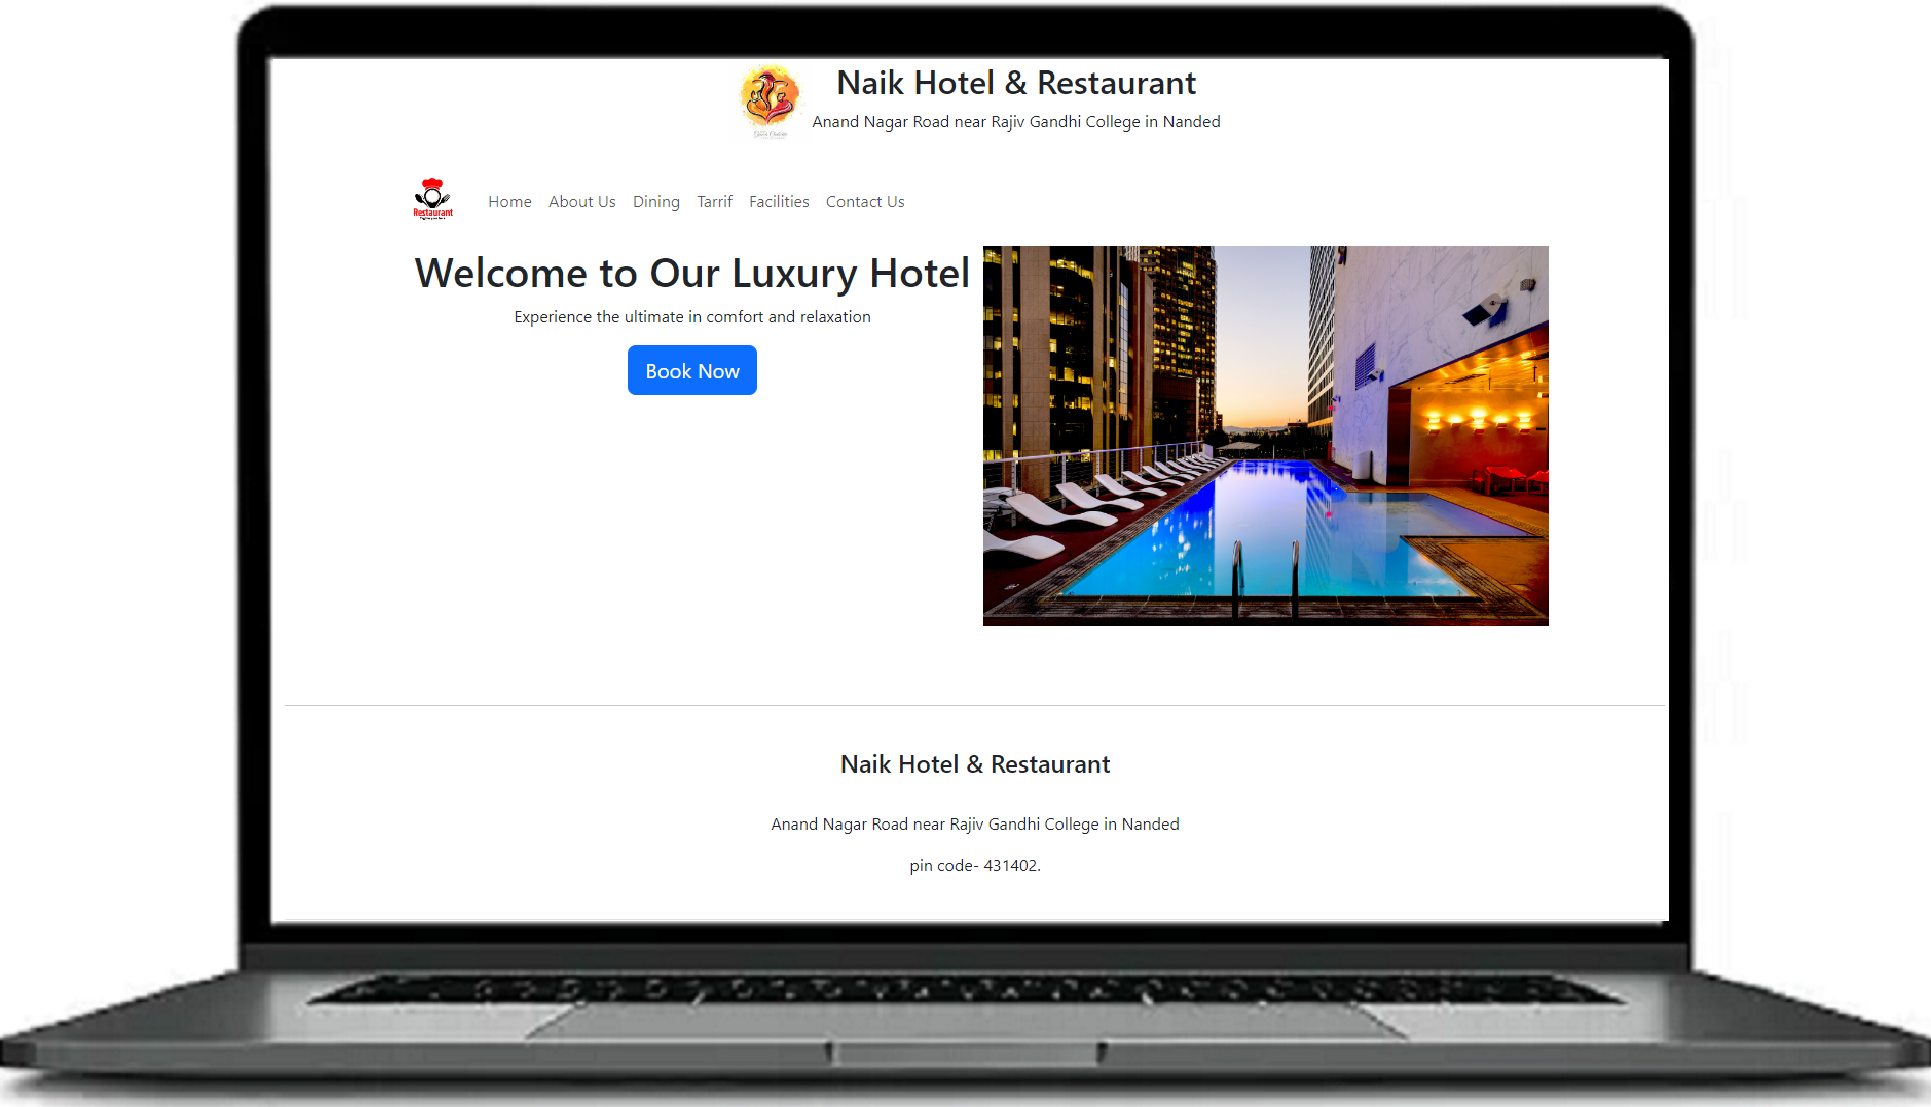 Naik Hotel & Restaurant
Anand Nagar Road near Rajiv Gandhi College in Nanded
Restaurant
Home About Us Dining Tarrif Facilities Contact Us
Welcome to Our Luxury Hotel
Experience the ultimate in comfort and relaxation
Book Now
Naik Hotel & Restaurant
Anand Nagar Road near Rajiv Gandhi College in Nanded
pin code- 431402.